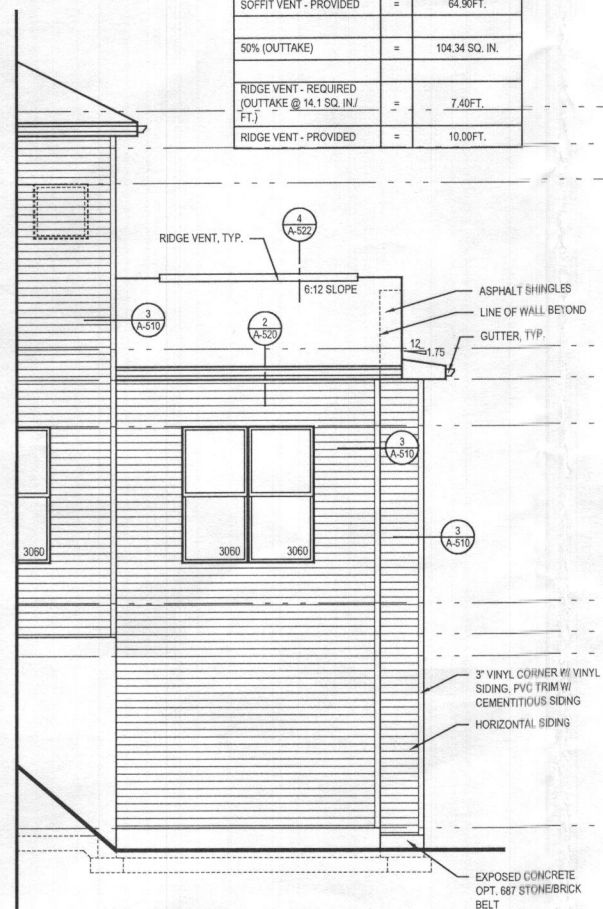 SOFFIT VENT - PROVIDED = 64.90FT.
50% (OUTTAKE) = 104.34 SQ. IN.
RIDGE VENT - REQUIRED
(OUTTAKE @ 14.1 SQ. IN./ = 7.40FT.
FT.)
RIDGE VENT - PROVIDED = 10.00FT.
4
A-522
RIDGE VENT, TYP.
6:12 SLOPE
ASPHALT SHINGLES
3
A-510
LINE OF WALL BEYOND
2
A-520
GUTTER, TYP.
12
1.75
3
A-510
3
A-510
3060
3060
3060
3" VINYL CORNER W/ VINYL
SIDING, PVC TRIM W/
CEMENTITIOUS SIDING
HORIZONTAL SIDING
EXPOSED CONCRETE
OPT. 687 STONE/BRICK
BELT